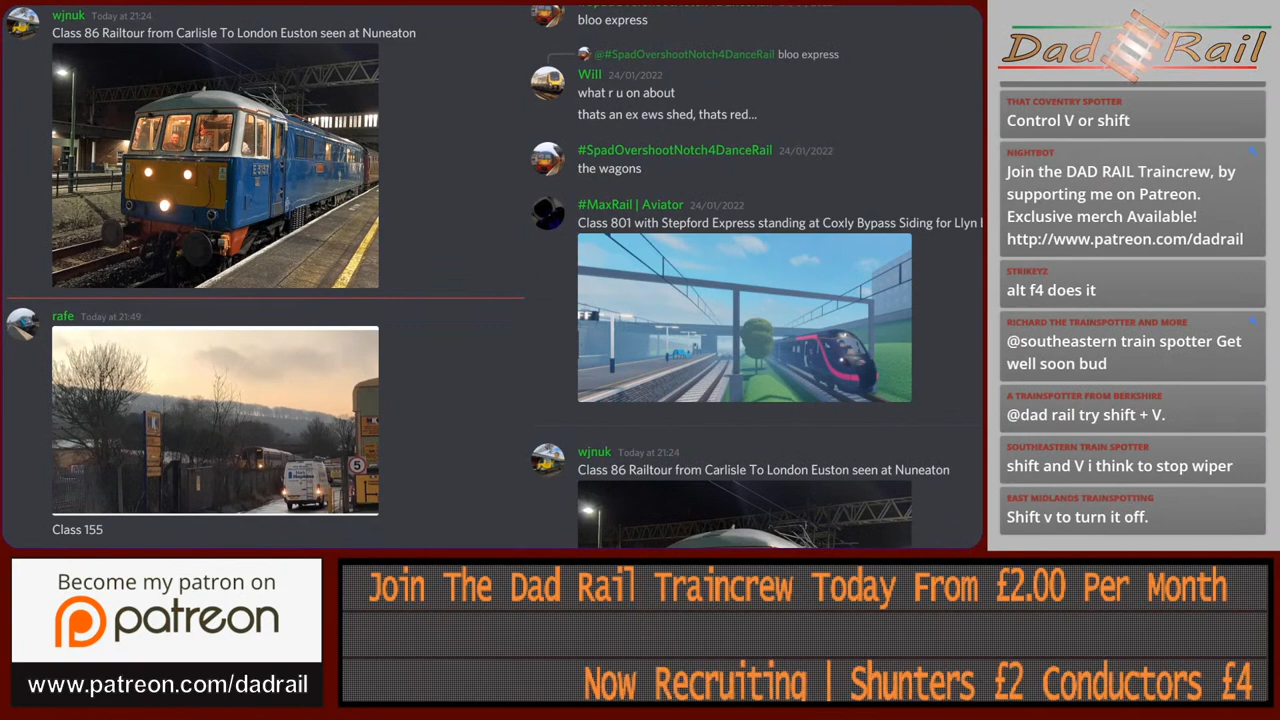 wjnuk Today at 21:24
Class 86 Railtour from Carlisle To London Euston seen at Nuneaton
rafe Today at 21:49
5
Class 155
bloo express
@#SpadOvershootNotch4DanceRail bloo express
Will 24/01/2022
what r u on about
thats an ex ews shed, thats red...
#SpadOvershootNotch4DanceRail 24/01/2022
the wagons
#MaxRail | Aviator 24/01/2022
Class 801 with Stepford Express standing at Coxly Bypass Siding for Llyn
wjnuk Today at 21:24
Class 86 Railtour from Carlisle To London Euston seen at Nuneaton
Dad Rail
THAT COVENTRY SPOTTER
Control V or shift
NIGHTBOT
Join the DAD RAIL Traincrew, by
supporting me on Patreon.
Exclusive merch Available!
http://www.patreon.com/dadrail
STRIKEYZ
alt f4 does it
RICHARD THE TRAINSPOTTER AND MORE
@southeastern train spotter Get
well soon bud
A TRAINSPOTTER FROM BERKSHIRE
@dad rail try shift + V.
SOUTHEASTERN TRAIN SPOTTER
shift and V i think to stop wiper
EAST MIDLANDS TRAINSPOTTING
Shift v to turn it off.
Become my patron on
patreon
www.patreon.com/dadrail
Join The Dad Rail Traincrew Today From £2.00 Per Month
Now Recruiting | Shunters £2 Conductors £4